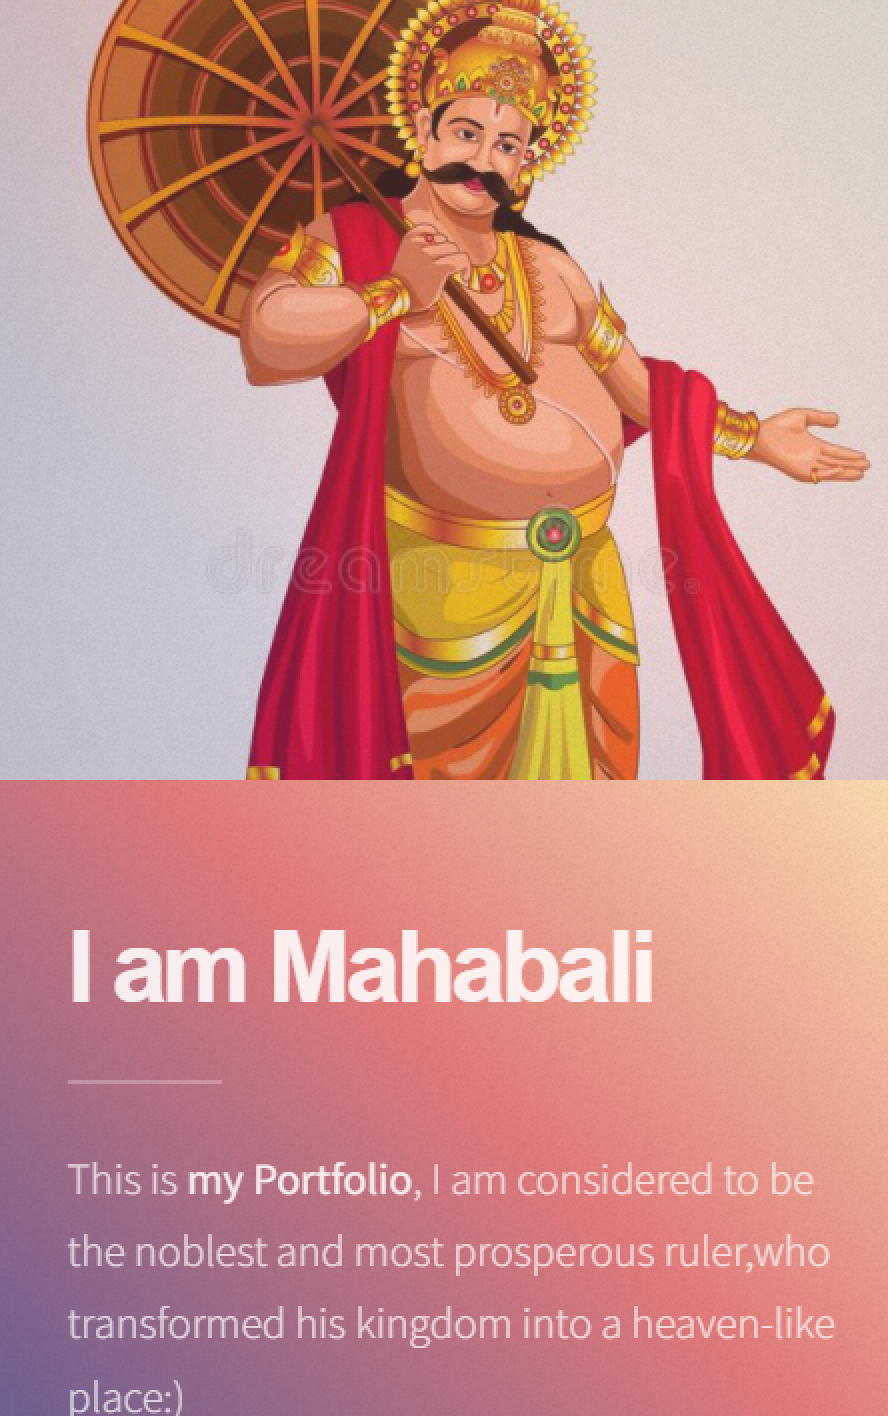 dreamstime.
I am Mahabali
This is my Portfolio, I am considered to be
the noblest and most prosperous ruler,who
transformed his kingdom into a heaven-like
place:)